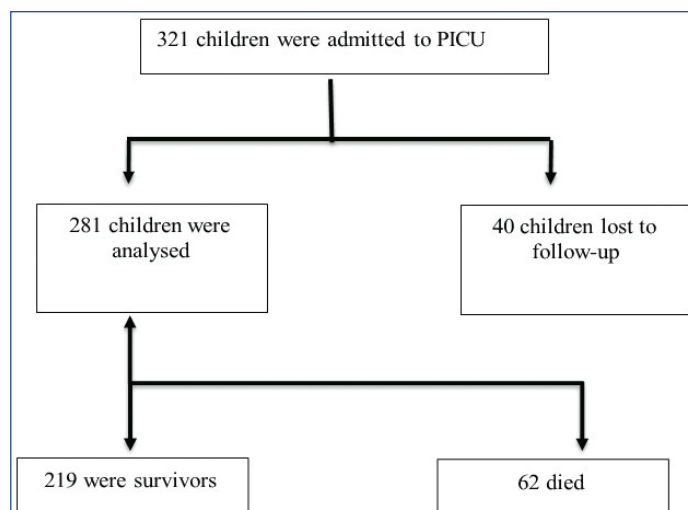 321 children were admitted to PICU
281 children were
analysed
40 children lost to
follow-up
219 were survivors
62 died